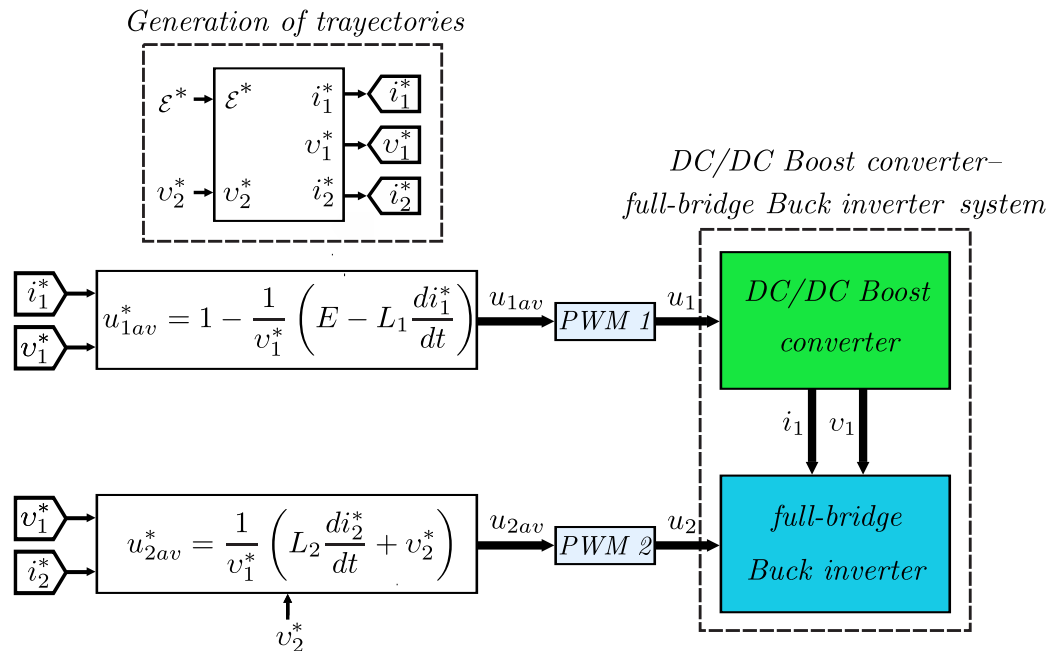 Generation of trayectories
ℰ* ℰ* i₁* i₁*
υ₁* υ₁*
υ₂* υ₂* i₂* i₂*
DC/DC Boost converter–
full-bridge Buck inverter system
i₁*
υ₁*
u*₁ₐᵥ = 1 − 1/υ₁* ( E − L₁ di₁*/dt )
u₁ₐᵥ
PWM 1
u₁
DC/DC Boost
converter
i₁ υ₁
υ₁*
i₂*
u*₂ₐᵥ = 1/υ₁* ( L₂ di₂*/dt + υ₂* )
υ₂*
u₂ₐᵥ
PWM 2
u₂
full-bridge
Buck inverter